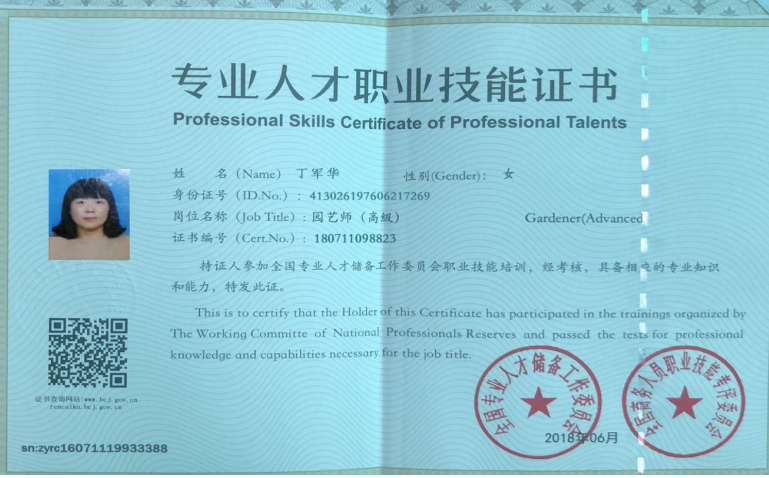 专业人才职业技能证书
Professional Skills Certificate of Professional Talents
姓 名（Name） 丁军华 性别(Gender)： 女
身份证号（ID.No.）: 413026197606217269
岗位名称（Job Title）: 园艺师（高级） Gardener(Advanced
证书编号（Cert.No.）: 180711098823
持证人参加全国专业人才储备工作委员会职业技能培训，经考核，具备相应的专业知识
和能力，特发此证。
This is to certify that the Holder of this Certificate has participated in the trainings organized by
The Working Committe of National Professionals Reserves and passed the tests for professional
knowledge and capabilities necessary for the job title.
全国专业人才储备工作委员会
商务人员职业技能考评委员会
2018年06月
证书查询网站:www.bcj.gov.cn
rencaiku.bcj.gov.cn
sn:zyrc16071119933388